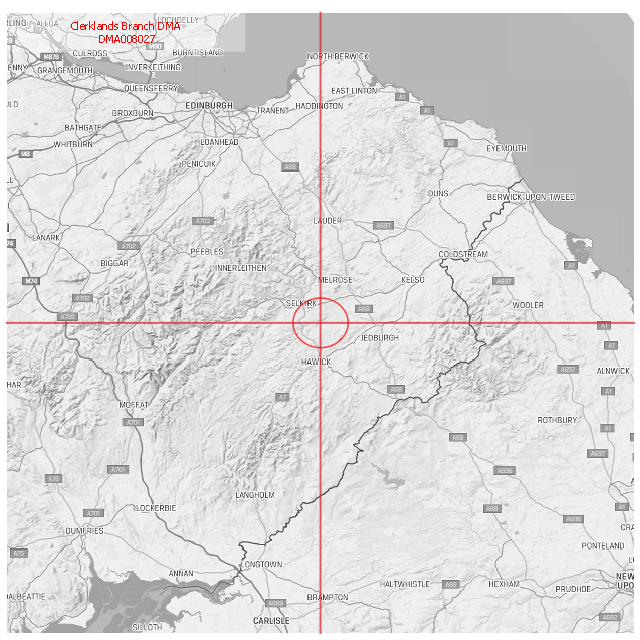 LOCHGELLY
Clerklands Branch DMA
DMA008027
M90
CULROSS
BURNTISLAND
M876
INVERKEITHING
GRANGEMOUTH
NORTH BERWICK
QUEENSFERRY
EAST LINTON
A1
EDINBURGH
HADDINGTON
TRANENT
A1
BROXBURN
BATHGATE
LOANHEAD
A1
WHITBURN
EYEMOUTH
M8
PENICUIK
A68
DUNS
BERWICK-UPON-TWEED
A703
LAUDER
A697
LANARK
A702
PEEBLES
COLDSTREAM
BIGGAR
INNERLEITHEN
A1
M74
MELROSE
KELSO
A697
A702
SELKIRK
A68
WOOLER
A702
A1
JEDBURGH
A1
HAWICK
A697
ALNWICK
A7
A68
A1
MOFFAT
A701
ROTHBURY
A1
A68
A697
A701
A696
A76
LANGHOLM
LOCKERBIE
A68
A1
A701
A696
DUMFRIES
PONTELAND
A75
LONGTOWN
ANNAN
HALTWHISTLE
A69
HEXHAM
PRUDHOE
BRAMPTON
A689
CARLISLE
A692
SILLOTH